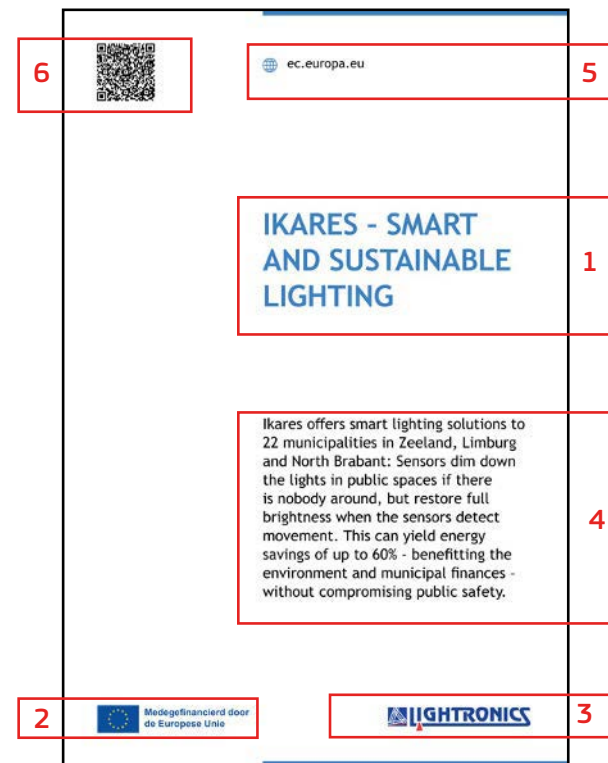 6
ec.europa.eu
5
IKARES - SMART
AND SUSTAINABLE
LIGHTING
1
Ikares offers smart lighting solutions to
22 municipalities in Zeeland, Limburg
and North Brabant: Sensors dim down
the lights in public spaces if there
is nobody around, but restore full
brightness when the sensors detect
movement. This can yield energy
savings of up to 60% - benefitting the
environment and municipal finances -
without compromising public safety.
4
2
Medegefinancierd door
de Europese Unie
LIGHTRONICS
3